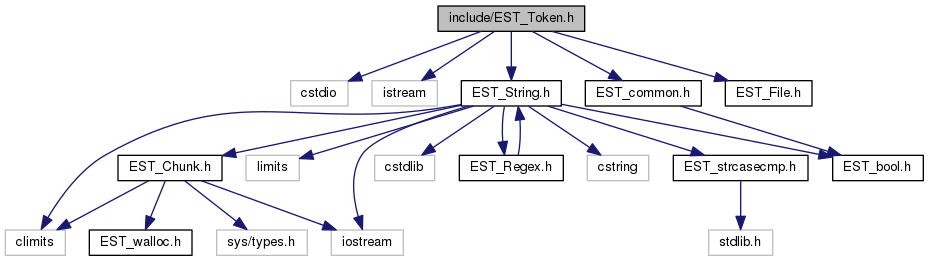 include/EST_Token.h
cstdio
istream
EST_String.h
EST_common.h
EST_File.h
EST_Chunk.h
limits
cstdlib
EST_Regex.h
cstring
EST_strcasecmp.h
EST_bool.h
climits
EST_walloc.h
sys/types.h
iostream
stdlib.h